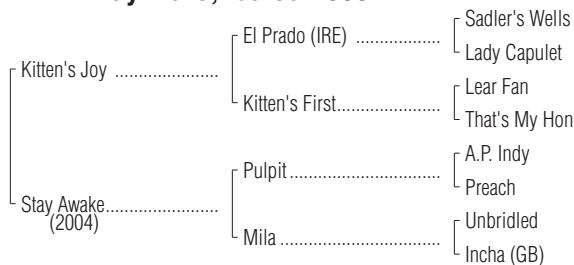 Sadler's Wells
El Prado (IRE) ....................
Lady Capulet
Kitten's Joy ........................
Lear Fan
Kitten's First........................
That's My Hon
A.P. Indy
Pulpit...................................
Preach
Stay Awake..........................
(2004)
Unbridled
Mila .....................................
Incha (GB)